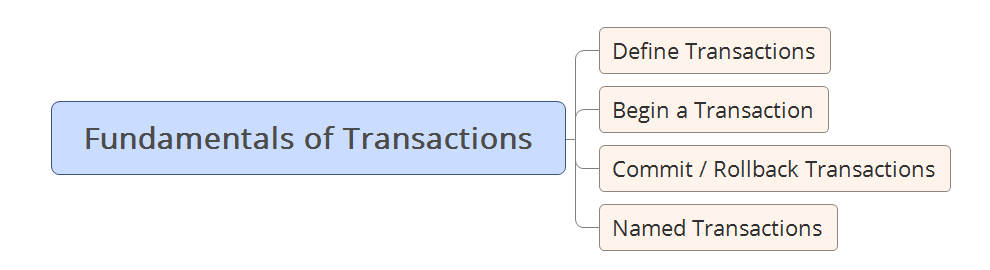 Fundamentals of Transactions
Define Transactions
Begin a Transaction
Commit / Rollback Transactions
Named Transactions